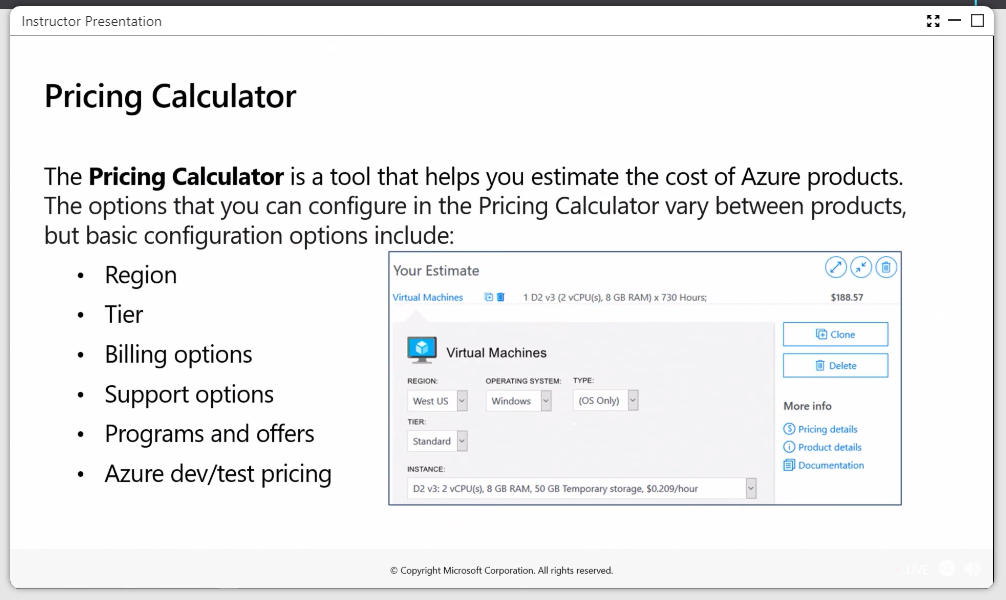 Instructor Presentation
Pricing Calculator
The Pricing Calculator is a tool that helps you estimate the cost of Azure products.
The options that you can configure in the Pricing Calculator vary between products,
but basic configuration options include:
• Region
• Tier
• Billing options
• Support options
• Programs and offers
• Azure dev/test pricing
Your Estimate
Virtual Machines 1 D2 v3 (2 vCPU(s), 8 GB RAM) x 730 Hours; $188.57
Virtual Machines
REGION: OPERATING SYSTEM: TYPE:
West US Windows (OS Only)
TIER:
Standard
INSTANCE:
D2 v3: 2 vCPU(s), 8 GB RAM, 50 GB Temporary storage, $0.209/hour
Clone
Delete
More info
Pricing details
Product details
Documentation
© Copyright Microsoft Corporation. All rights reserved.
LIVE